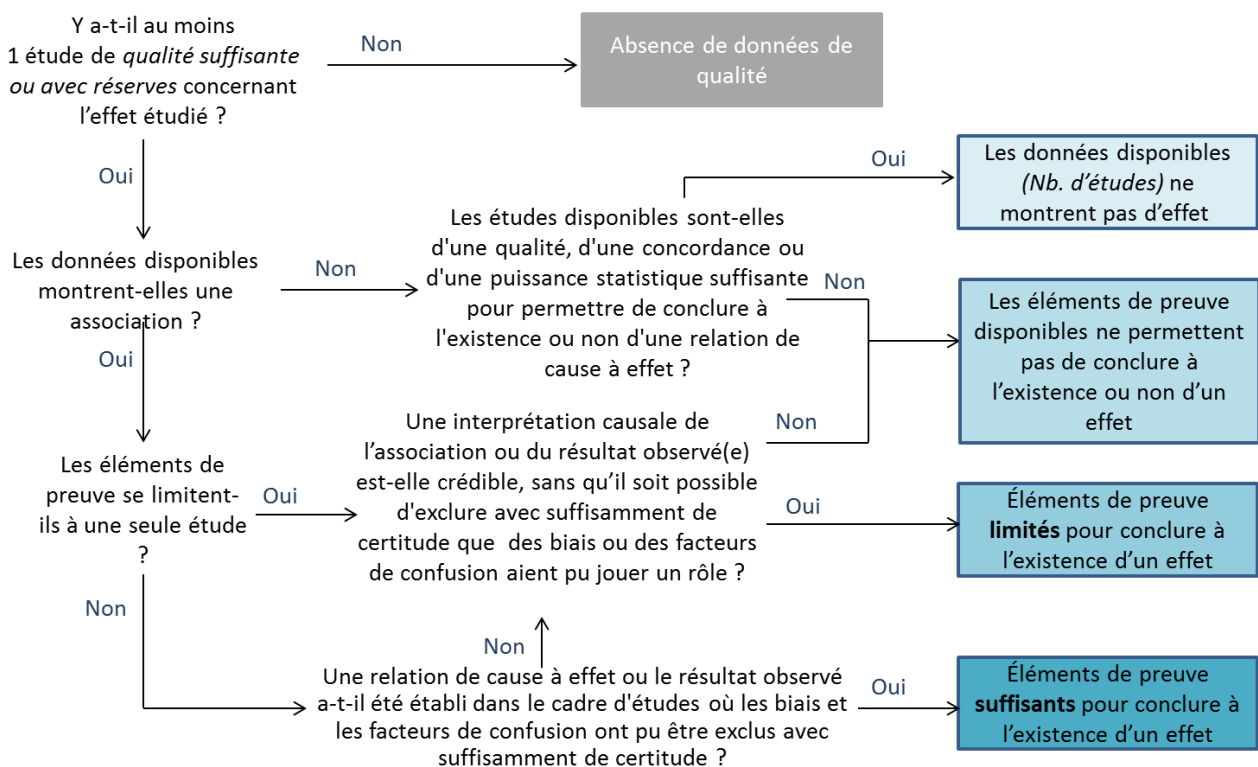 Y a-t-il au moins
1 étude de qualité suffisante
ou avec réserves concernant
l'effet étudié ?
Non
Absence de données de
qualité
Oui
Les données disponibles
montrent-elles une
association ?
Non
Les études disponibles sont-elles
d'une qualité, d'une concordance ou
d'une puissance statistique suffisante
pour permettre de conclure à
l'existence ou non d'une relation de
cause à effet ?
Oui
Les données disponibles
(Nb. d'études) ne
montrent pas d'effet
Non
Les éléments de preuve
disponibles ne permettent
pas de conclure à
l'existence ou non d'un
effet
Oui
Les éléments de
preuve se limitent-
ils à une seule étude
?
Oui
Une interprétation causale de
l'association ou du résultat observé(e)
est-elle crédible, sans qu'il soit possible
d'exclure avec suffisamment de
certitude que des biais ou des facteurs
de confusion aient pu jouer un rôle ?
Non
Oui
Éléments de preuve
limités pour conclure à
l'existence d'un effet
Non
Non
Une relation de cause à effet ou le résultat observé
a-t-il été établi dans le cadre d'études où les biais et
les facteurs de confusion ont pu être exclus avec
suffisamment de certitude ?
Oui
Éléments de preuve
suffisants pour conclure à
l'existence d'un effet